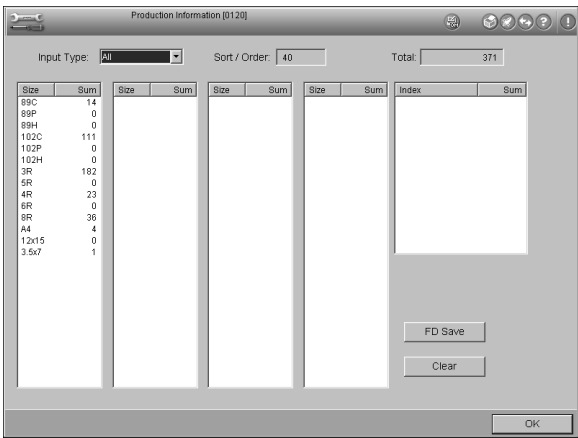 Production Information [0120]
Input Type: All Sort / Order: 40 Total: 371
Size Sum Size Sum Size Sum Size Sum Index Sum
89C 14
89P 0
89H 0
102C 111
102P 0
102H 0
3R 182
5R 0
4R 23
6R 0
8R 36
A4 4
12x15 0
3.5x7 1
FD Save
Clear
OK